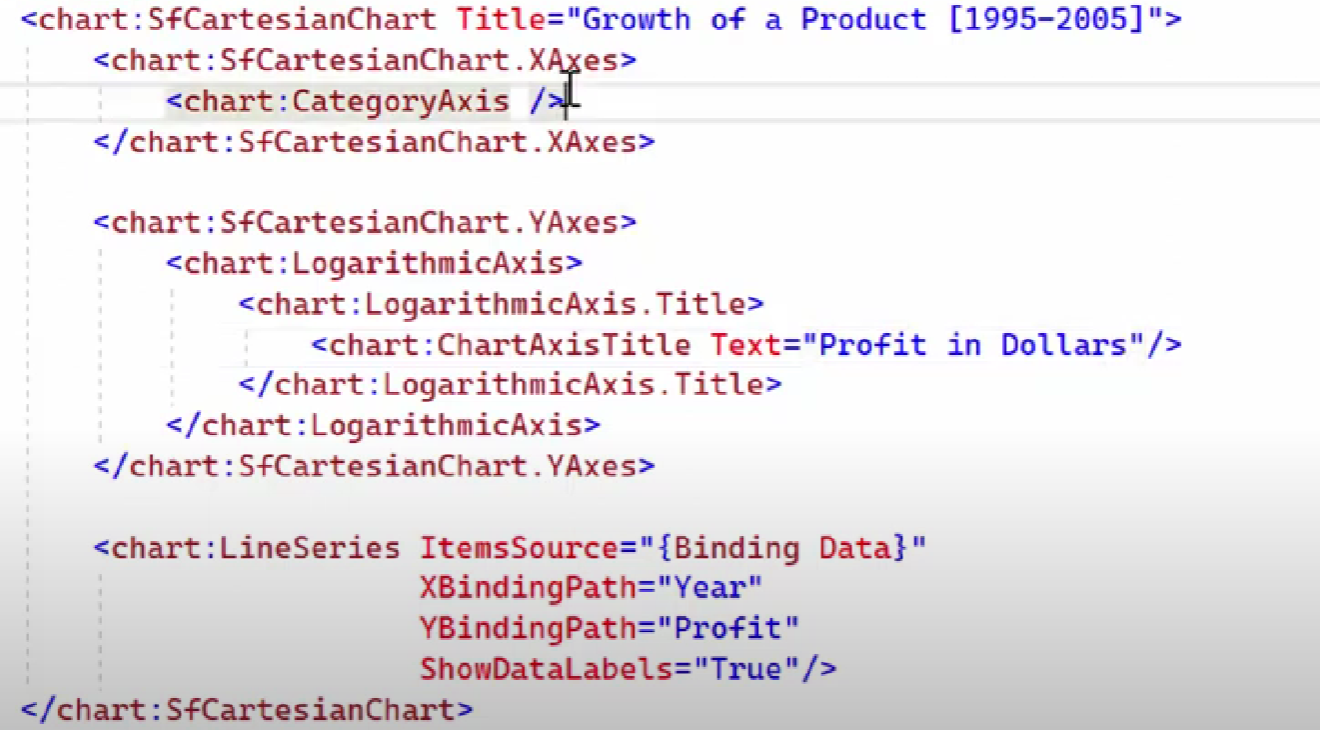 <chart:SfCartesianChart Title="Growth of a Product [1995-2005]">
<chart:SfCartesianChart.XAxes>
<chart:CategoryAxis />
</chart:SfCartesianChart.XAxes>
<chart:SfCartesianChart.YAxes>
<chart:LogarithmicAxis>
<chart:LogarithmicAxis.Title>
<chart:ChartAxisTitle Text="Profit in Dollars"/>
</chart:LogarithmicAxis.Title>
</chart:LogarithmicAxis>
</chart:SfCartesianChart.YAxes>
<chart:LineSeries ItemsSource="{Binding Data}"
XBindingPath="Year"
YBindingPath="Profit"
ShowDataLabels="True"/>
</chart:SfCartesianChart>